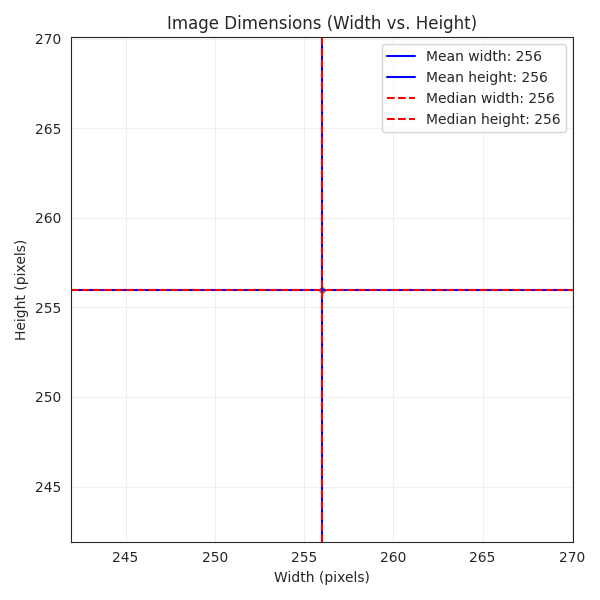 Image Dimensions (Width vs. Height)
Mean width: 256
Mean height: 256
Median width: 256
Median height: 256
Height (pixels)
270
265
260
255
250
245
245
250
255
260
265
270
Width (pixels)